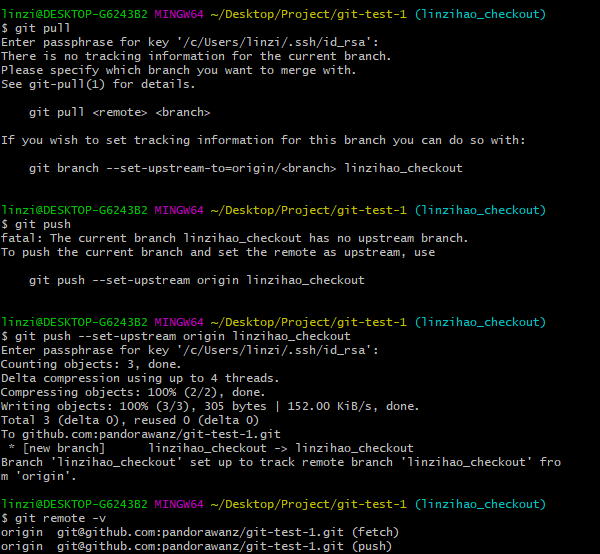 linzi@DESKTOP-G6243B2 MINGW64 ~/Desktop/Project/git-test-1 (linzihao_checkout)
$ git pull
Enter passphrase for key '/c/Users/linzi/.ssh/id_rsa':
There is no tracking information for the current branch.
Please specify which branch you want to merge with.
See git-pull(1) for details.
git pull <remote> <branch>
If you wish to set tracking information for this branch you can do so with:
git branch --set-upstream-to=origin/<branch> linzihao_checkout
linzi@DESKTOP-G6243B2 MINGW64 ~/Desktop/Project/git-test-1 (linzihao_checkout)
$ git push
fatal: The current branch linzihao_checkout has no upstream branch.
To push the current branch and set the remote as upstream, use
git push --set-upstream origin linzihao_checkout
linzi@DESKTOP-G6243B2 MINGW64 ~/Desktop/Project/git-test-1 (linzihao_checkout)
$ git push --set-upstream origin linzihao_checkout
Enter passphrase for key '/c/Users/linzi/.ssh/id_rsa':
Counting objects: 3, done.
Delta compression using up to 4 threads.
Compressing objects: 100% (2/2), done.
Writing objects: 100% (3/3), 305 bytes | 152.00 KiB/s, done.
Total 3 (delta 0), reused 0 (delta 0)
To github.com:pandorawanz/git-test-1.git
* [new branch]      linzihao_checkout -> linzihao_checkout
Branch 'linzihao_checkout' set up to track remote branch 'linzihao_checkout' fro
m 'origin'.
linzi@DESKTOP-G6243B2 MINGW64 ~/Desktop/Project/git-test-1 (linzihao_checkout)
$ git remote -v
origin  git@github.com:pandorawanz/git-test-1.git (fetch)
origin  git@github.com:pandorawanz/git-test-1.git (push)